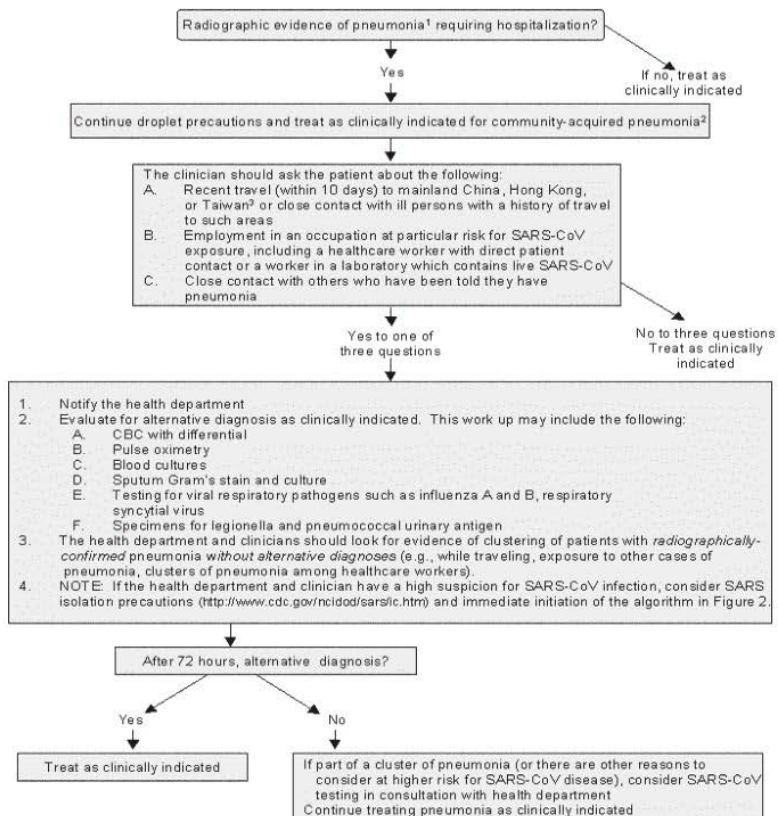 Radiographic evidence of pneumonia¹ requiring hospitalization?
Yes
If no, treat as
clinically indicated
Continue droplet precautions and treat as clinically indicated for community-acquired pneumonia²
The clinician should ask the patient about the following:
A. Recent travel (within 10 days) to mainland China, Hong Kong,
or Taiwan³ or close contact with ill persons with a history of travel
to such areas
B. Employment in an occupation at particular risk for SARS-CoV
exposure, including a healthcare worker with direct patient
contact or a worker in a laboratory which contains live SARS-CoV
C. Close contact with others who have been told they have
pneumonia
Yes to one of
three questions
No to three questions
Treat as clinically
indicated
1. Notify the health department
2. Evaluate for alternative diagnosis as clinically indicated. This work up may include the following:
A. CBC with differential
B. Pulse oximetry
C. Blood cultures
D. Sputum Gram's stain and culture
E. Testing for viral respiratory pathogens such as influenza A and B, respiratory
syncytial virus
F. Specimens for legionella and pneumococcal urinary antigen
3. The health department and clinicians should look for evidence of clustering of patients with radiographically-
confirmed pneumonia without alternative diagnoses (e.g., while traveling, exposure to other cases of
pneumonia, clusters of pneumonia among healthcare workers).
4. NOTE: If the health department and clinician have a high suspicion for SARS-CoV infection, consider SARS
isolation precautions (http://www.cdc.gov/ncidod/sars/ic.htm) and immediate initiation of the algorithm in Figure 2.
After 72 hours, alternative diagnosis?
Yes
No
Treat as clinically indicated
If part of a cluster of pneumonia (or there are other reasons to
consider at higher risk for SARS-CoV disease), consider SARS-CoV
testing in consultation with health department
Continue treating pneumonia as clinically indicated